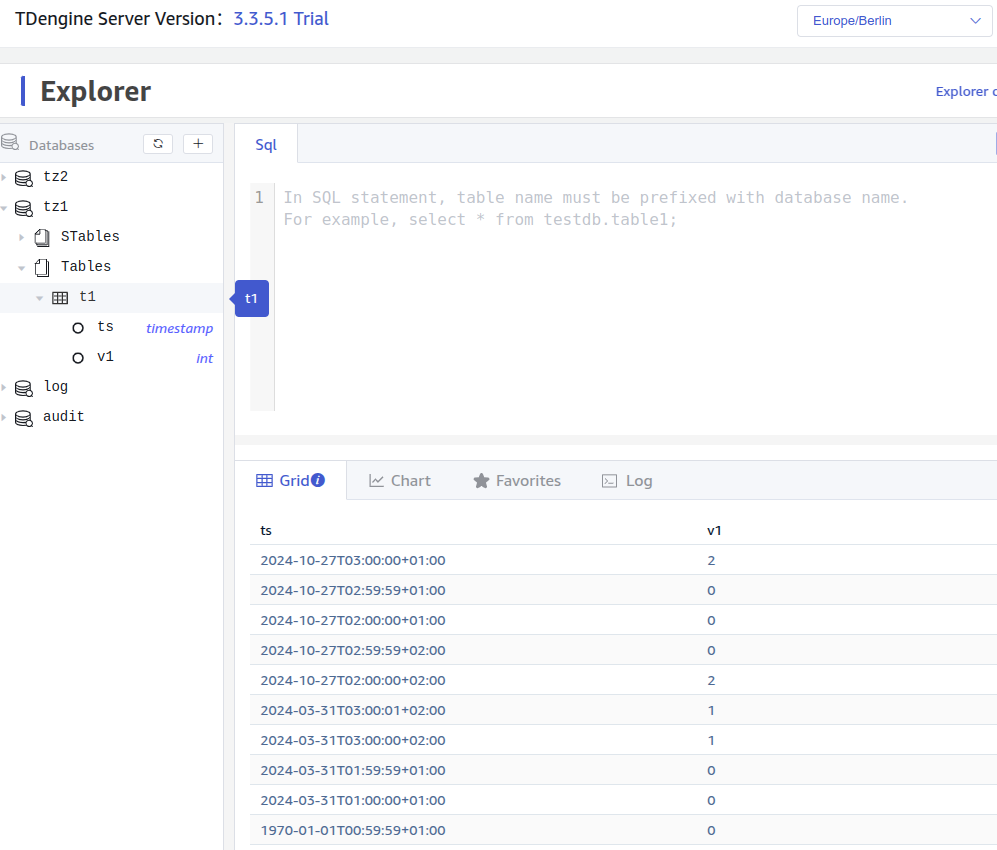 TDengine Server Version: 3.3.5.1 Trial
Europe/Berlin
Explorer
Explorer
Databases
tz2
tz1
STables
Tables
t1
ts timestamp
v1 int
log
audit
Sql
1 In SQL statement, table name must be prefixed with database name.
For example, select * from testdb.table1;
t1
Grid i Chart Favorites Log
ts v1
2024-10-27T03:00:00+01:00 2
2024-10-27T02:59:59+01:00 0
2024-10-27T02:00:00+01:00 0
2024-10-27T02:59:59+02:00 0
2024-10-27T02:00:00+02:00 2
2024-03-31T03:00:01+02:00 1
2024-03-31T03:00:00+02:00 1
2024-03-31T01:59:59+01:00 0
2024-03-31T01:00:00+01:00 0
1970-01-01T00:59:59+01:00 0